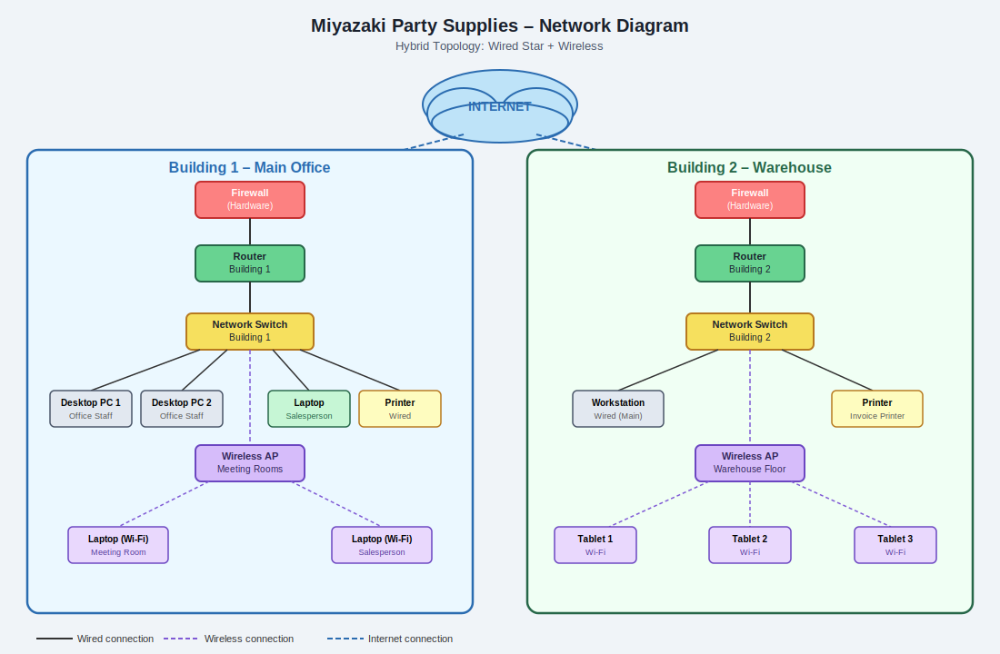 Miyazaki Party Supplies – Network Diagram
Hybrid Topology: Wired Star + Wireless
INTERNET
Building 1 – Main Office
Firewall
(Hardware)
Router
Building 1
Network Switch
Building 1
Desktop PC 1
Office Staff
Desktop PC 2
Office Staff
Laptop
Salesperson
Printer
Wired
Wireless AP
Meeting Rooms
Laptop (Wi-Fi)
Meeting Room
Laptop (Wi-Fi)
Salesperson
Building 2 – Warehouse
Firewall
(Hardware)
Router
Building 2
Network Switch
Building 2
Workstation
Wired (Main)
Printer
Invoice Printer
Wireless AP
Warehouse Floor
Tablet 1
Wi-Fi
Tablet 2
Wi-Fi
Tablet 3
Wi-Fi
Wired connection
Wireless connection
Internet connection